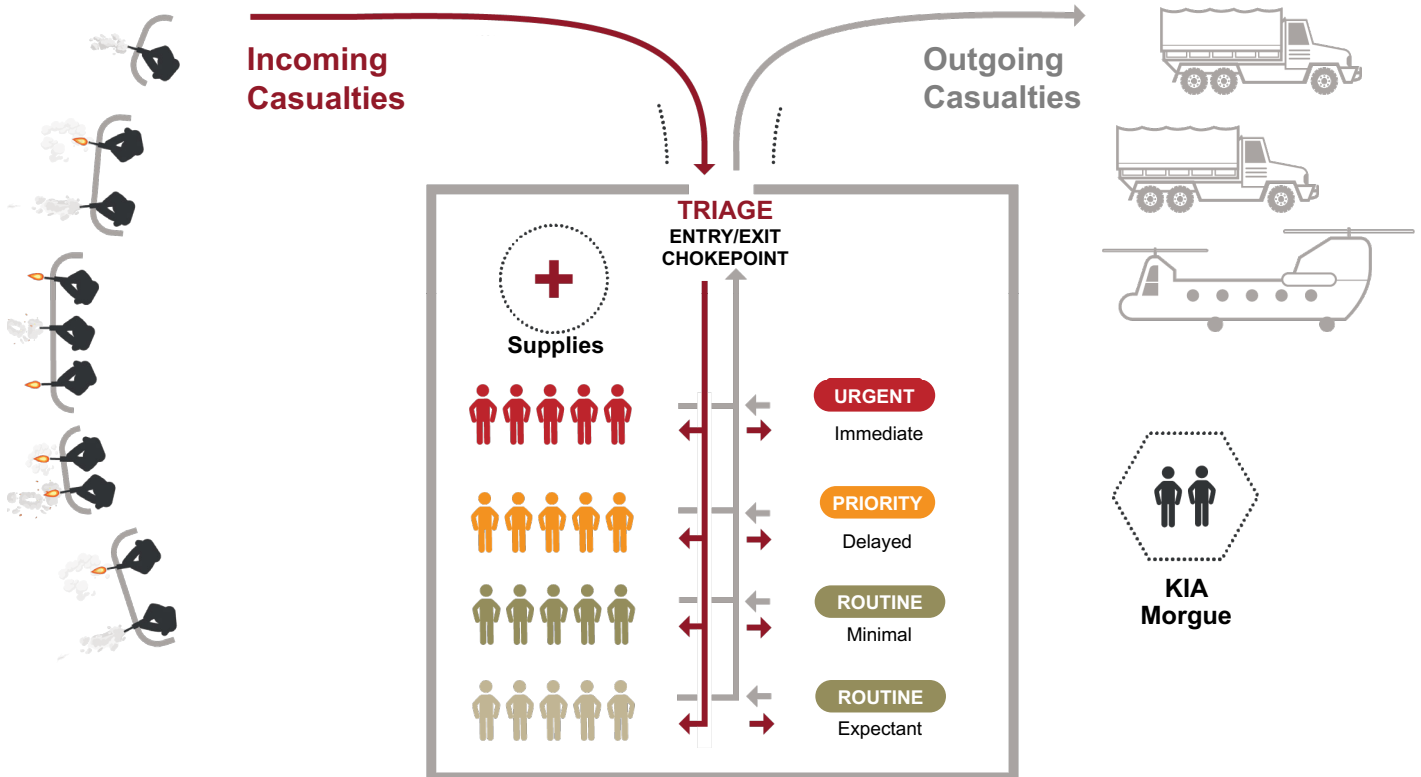 Incoming
Casualties
Outgoing
Casualties
TRIAGE
ENTRY/EXIT
CHOKEPOINT
Supplies
URGENT
Immediate
PRIORITY
Delayed
ROUTINE
Minimal
ROUTINE
Expectant
KIA
Morgue